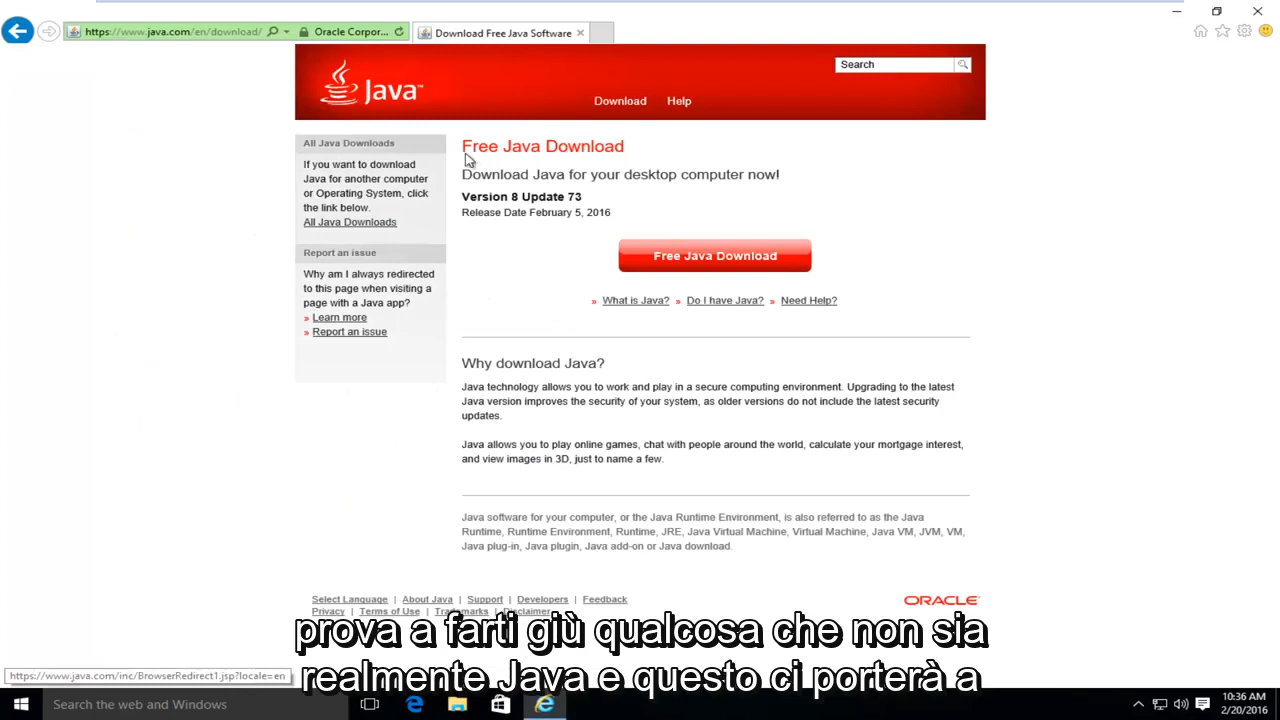 https://www.java.com/en/download/
Oracle Corpor...
Download Free Java Software
Java™
Search
Download
Help
All Java Downloads
If you want to download
Java for another computer
or Operating System, click
the link below.
All Java Downloads
Report an issue
Why am I always redirected
to this page when visiting a
page with a Java app?
» Learn more
» Report an issue
Free Java Download
Download Java for your desktop computer now!
Version 8 Update 73
Release Date February 5, 2016
Free Java Download
» What is Java? » Do I have Java? » Need Help?
Why download Java?
Java technology allows you to work and play in a secure computing environment. Upgrading to the latest
Java version improves the security of your system, as older versions do not include the latest security
updates.
Java allows you to play online games, chat with people around the world, calculate your mortgage interest,
and view images in 3D, just to name a few.
Java software for your computer, or the Java Runtime Environment, is also referred to as the Java
Runtime, Runtime Environment, Runtime, JRE, Java Virtual Machine, Virtual Machine, Java VM, JVM, VM,
Java plug-in, Java plugin, Java add-on or Java download.
Select Language | About Java | Support | Developers | Feedback
Privacy | Terms of Use | Trademarks | Disclaimer
ORACLE
prova a farti giù qualcosa che non sia
realmente Java e questo ci porterà a
https://www.java.com/inc/BrowserRedirect1.jsp?locale=en
Search the web and Windows
10:36 AM
2/20/2016